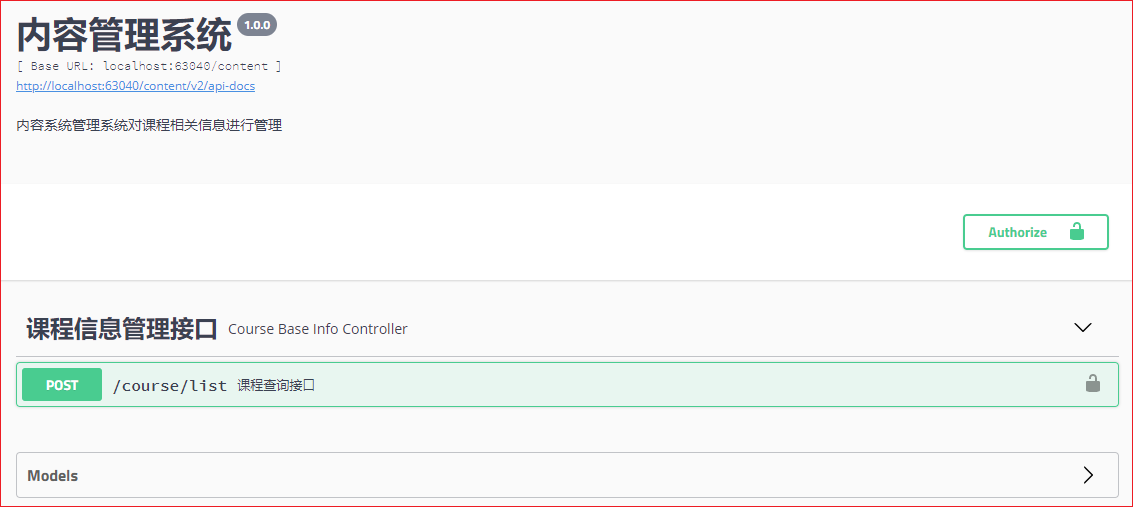 内容管理系统 1.0.0
[ Base URL: localhost:63040/content ]
http://localhost:63040/content/v2/api-docs
内容系统管理系统对课程相关信息进行管理
Authorize
课程信息管理接口 Course Base Info Controller
POST /course/list 课程查询接口
Models